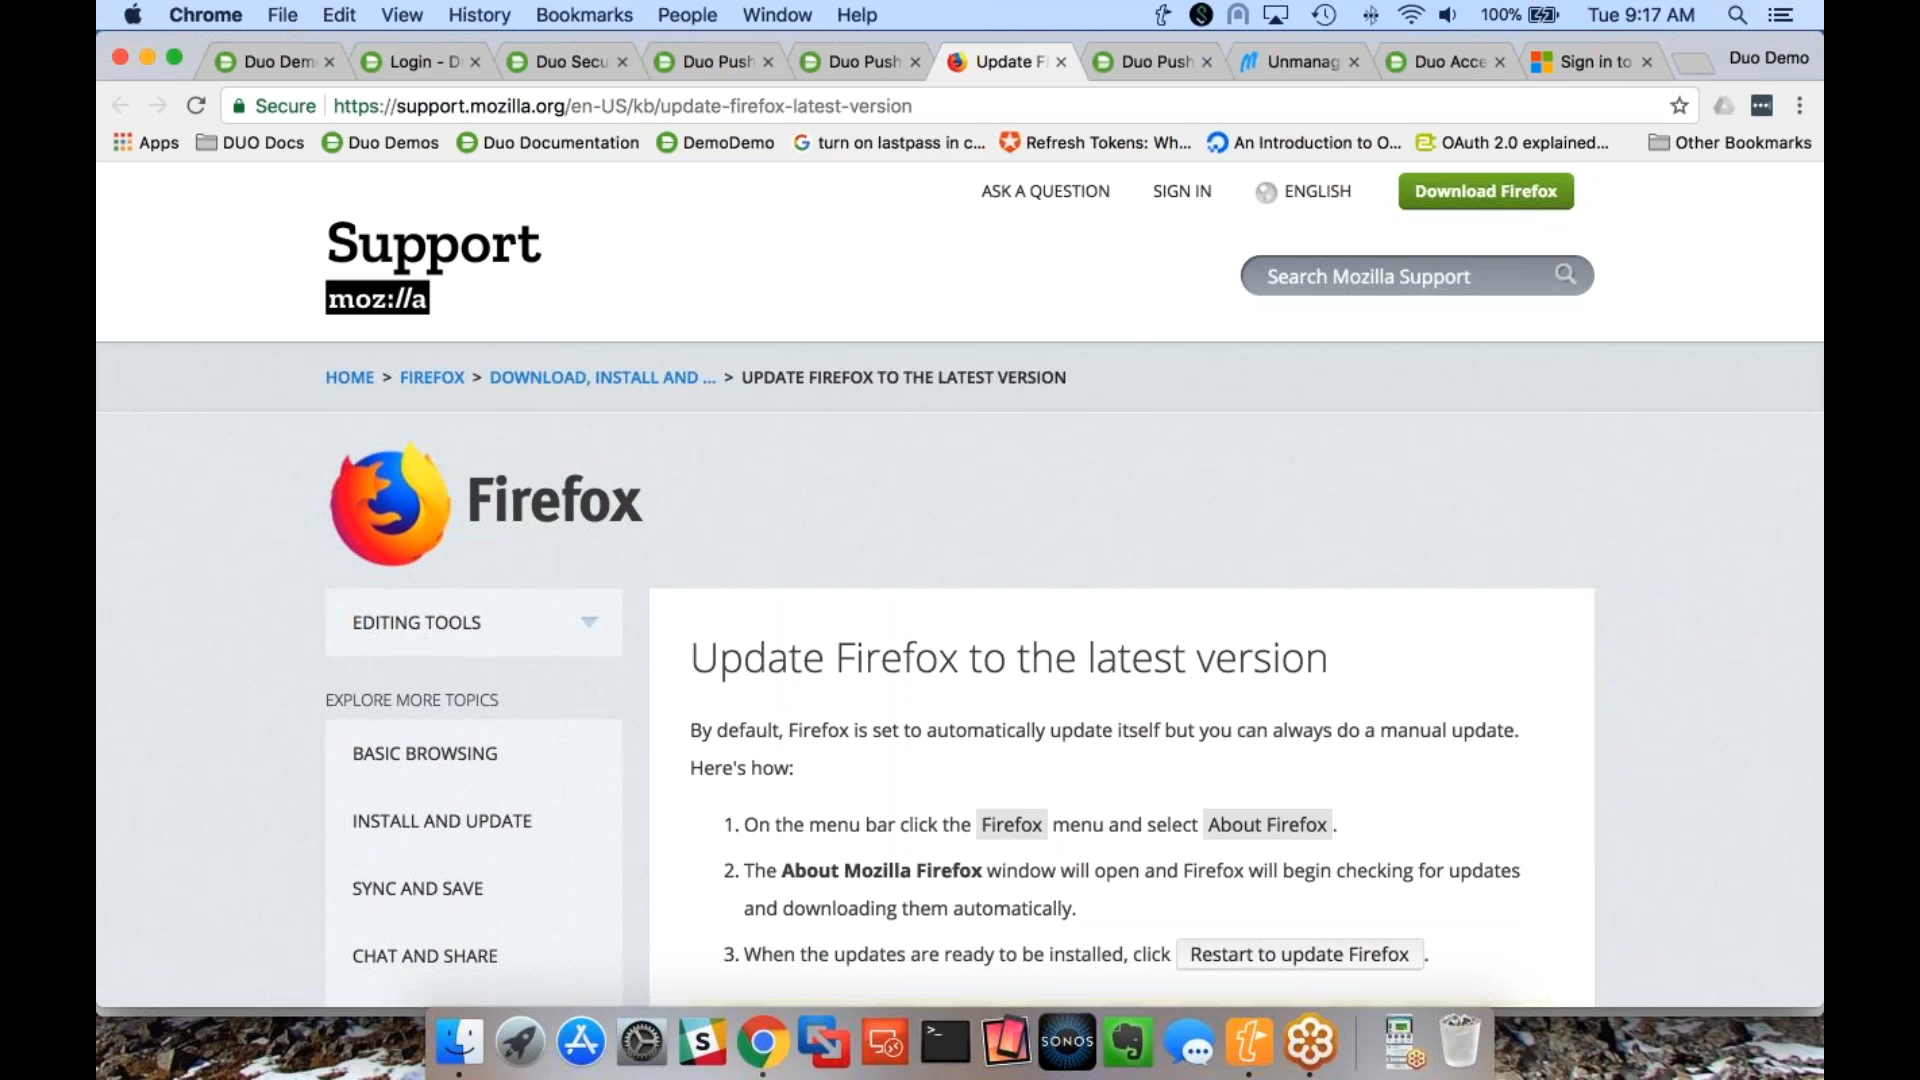 Chrome File Edit View History Bookmarks People Window Help 100% Tue 9:17 AM
Duo Dem Login - D Duo Secu Duo Push Duo Push Update Fi Duo Push Unmanag Duo Acce Sign in to Duo Demo
Secure https://support.mozilla.org/en-US/kb/update-firefox-latest-version
Apps DUO Docs Duo Demos Duo Documentation DemoDemo turn on lastpass in c... Refresh Tokens: Wh... An Introduction to O... OAuth 2.0 explained... Other Bookmarks
ASK A QUESTION SIGN IN ENGLISH Download Firefox
Support
moz://a
Search Mozilla Support
HOME > FIREFOX > DOWNLOAD, INSTALL AND ... > UPDATE FIREFOX TO THE LATEST VERSION
Firefox
EDITING TOOLS
EXPLORE MORE TOPICS
BASIC BROWSING
INSTALL AND UPDATE
SYNC AND SAVE
CHAT AND SHARE
Update Firefox to the latest version
By default, Firefox is set to automatically update itself but you can always do a manual update.
Here's how:
1. On the menu bar click the Firefox menu and select About Firefox.
2. The About Mozilla Firefox window will open and Firefox will begin checking for updates
and downloading them automatically.
3. When the updates are ready to be installed, click Restart to update Firefox.
SONOS